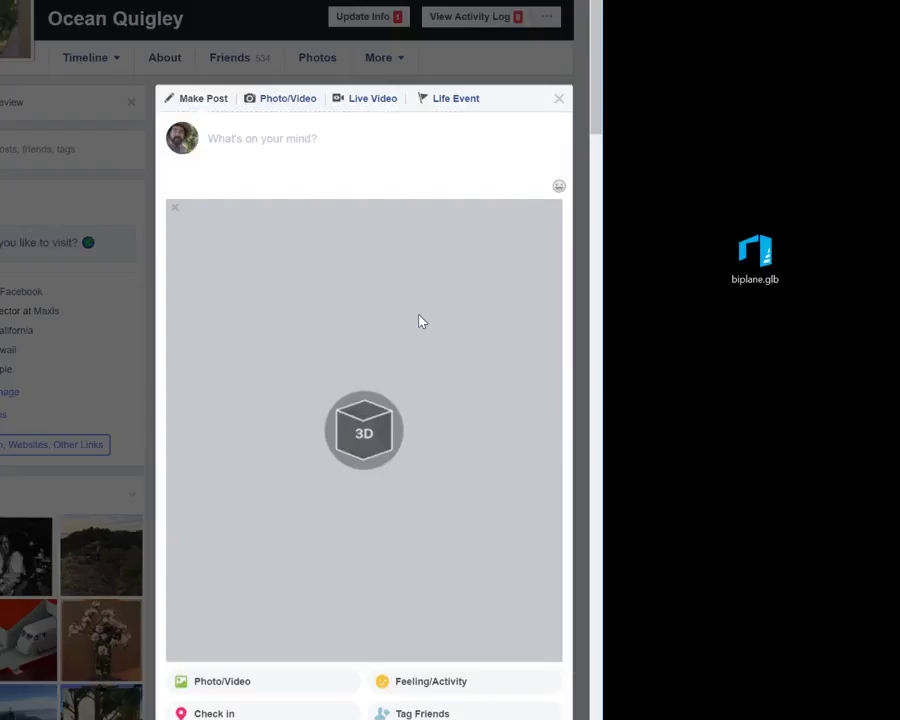 Ocean Quigley
Update Info 1
View Activity Log
Timeline
About
Friends 534
Photos
More
eview
Make Post
Photo/Video
Live Video
Life Event
What's on your mind?
osts, friends, tags
you like to visit?
biplane.glb
Facebook
ector at Maxis
alifornia
waii
ple
nage
os
n, Websites, Other Links
3D
Photo/Video
Feeling/Activity
Check in
Tag Friends